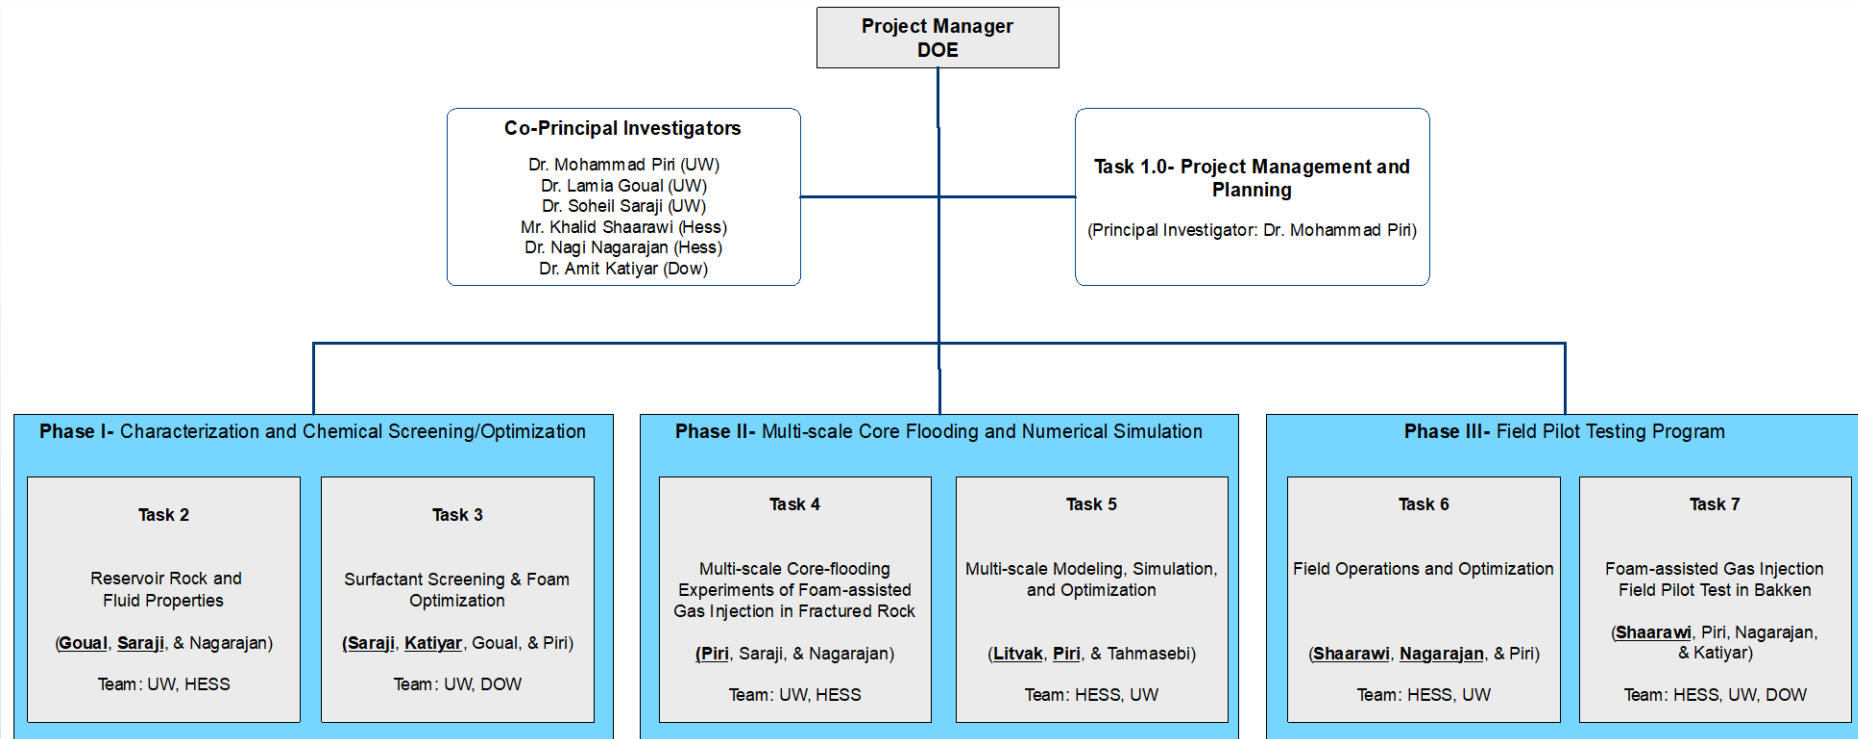 Project Manager
DOE
Co-Principal Investigators
Dr. Mohammad Piri (UW)
Dr. Lamia Goual (UW)
Dr. Soheil Saraji (UW)
Mr. Khalid Shaarawi (Hess)
Dr. Nagi Nagarajan (Hess)
Dr. Amit Katiyar (Dow)
Task 1.0- Project Management and
Planning
(Principal Investigator: Dr. Mohammad Piri)
Phase I- Characterization and Chemical Screening/Optimization
Task 2
Reservoir Rock and
Fluid Properties
(Goual, Saraji, & Nagarajan)
Team: UW, HESS
Task 3
Surfactant Screening & Foam
Optimization
(Saraji, Katiyar, Goual, & Piri)
Team: UW, DOW
Phase II- Multi-scale Core Flooding and Numerical Simulation
Task 4
Multi-scale Core-flooding
Experiments of Foam-assisted
Gas Injection in Fractured Rock
(Piri, Saraji, & Nagarajan)
Team: UW, HESS
Task 5
Multi-scale Modeling, Simulation,
and Optimization
(Litvak, Piri, & Tahmasebi)
Team: HESS, UW
Phase III- Field Pilot Testing Program
Task 6
Field Operations and Optimization
(Shaarawi, Nagarajan, & Piri)
Team: HESS, UW
Task 7
Foam-assisted Gas Injection
Field Pilot Test in Bakken
(Shaarawi, Piri, Nagarajan,
& Katiyar)
Team: HESS, UW, DOW